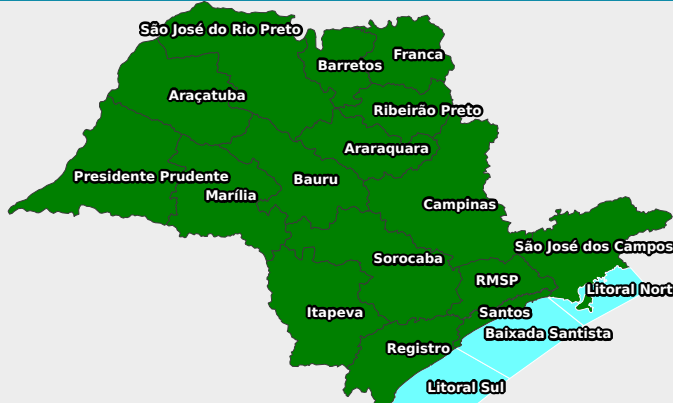 São José do Rio Preto
Franca
Barretos
Araçatuba
Ribeirão Preto
Araraquara
Presidente Prudente
Bauru
Marília
Campinas
São José dos Campos
Sorocaba
RMSP
Litoral Nort
Itapeva
Santos
Baixada Santista
Registro
Litoral Sul